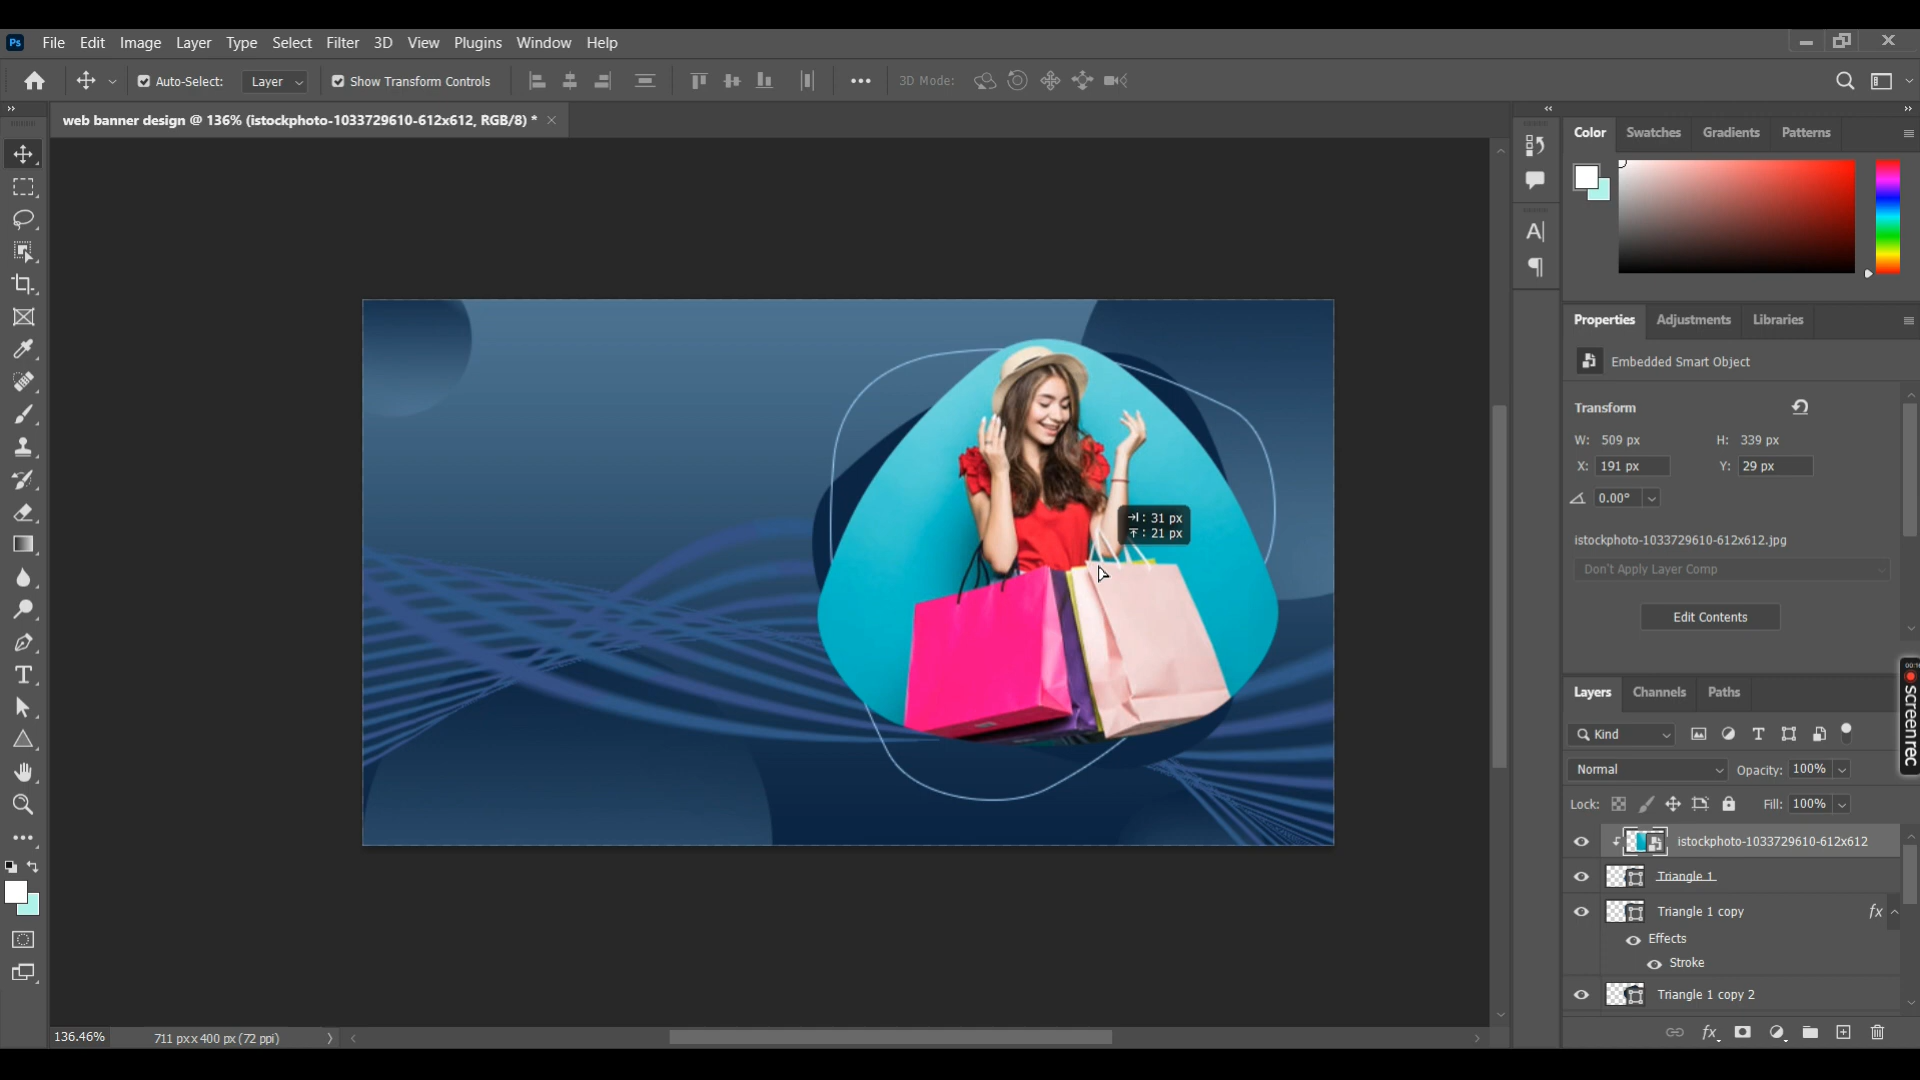 Ps File Edit Image Layer Type Select Filter 3D View Plugins Window Help
Auto-Select: Layer Show Transform Controls 3D Mode:
web banner design @ 136% (istockphoto-1033729610-612x612, RGB/8) *
Color Swatches Gradients Patterns
Properties Adjustments Libraries
Embedded Smart Object
Transform
W: 509 px H: 339 px
X: 191 px Y: 29 px
0.00°
: 31 px
: 21 px
istockphoto-1033729610-612x612.jpg
Don't Apply Layer Comp
Edit Contents
Layers Channels Paths
Kind
Normal Opacity: 100%
Lock: Fill: 100%
istockphoto-1033729610-612x612
Triangle 1
Triangle 1 copy fx
Effects
Stroke
Triangle 1 copy 2
fx
136.46% 711 px x 400 px (72 ppi)
screenrec